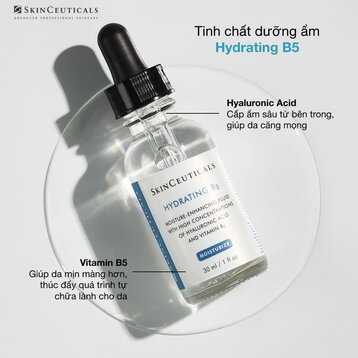 SKINCEUTICALS
ADVANCED PROFESSIONAL SKINCARE
Tinh chất dưỡng ẩm
Hydrating B5
Hyaluronic Acid
Cấp ẩm sâu từ bên trong,
giúp da căng mọng
SKINCEUTICALS
HYDRATING B5
MOISTURE-ENHANCING FLUID
WITH HIGH CONCENTRATIONS
OF HYALURONIC ACID
AND VITAMIN B5
MOISTURIZE
30 ml / 1 fl oz
Vitamin B5
Giúp da mịn màng hơn,
thúc đẩy quá trình tự
chữa lành cho da